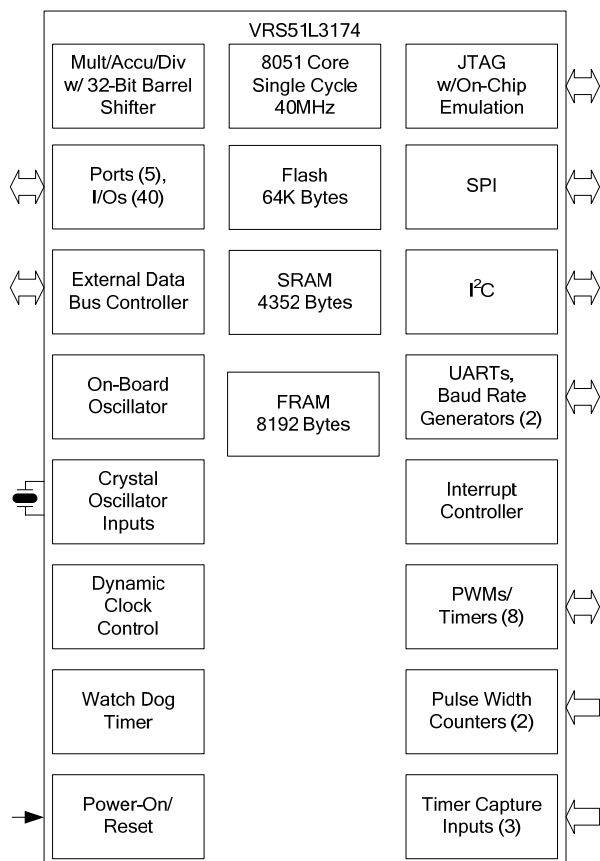 VRS51L3174
Mult/Accu/Div
w/ 32-Bit Barrel
Shifter
8051 Core
Single Cycle
40MHz
JTAG
w/On-Chip
Emulation
Ports (5),
I/Os (40)
Flash
64K Bytes
SPI
External Data
Bus Controller
SRAM
4352 Bytes
I²C
On-Board
Oscillator
FRAM
8192 Bytes
UARTs,
Baud Rate
Generators (2)
Crystal
Oscillator
Inputs
Interrupt
Controller
Dynamic
Clock
Control
PWMs/
Timers (8)
Watch Dog
Timer
Pulse Width
Counters (2)
Power-On/
Reset
Timer Capture
Inputs (3)